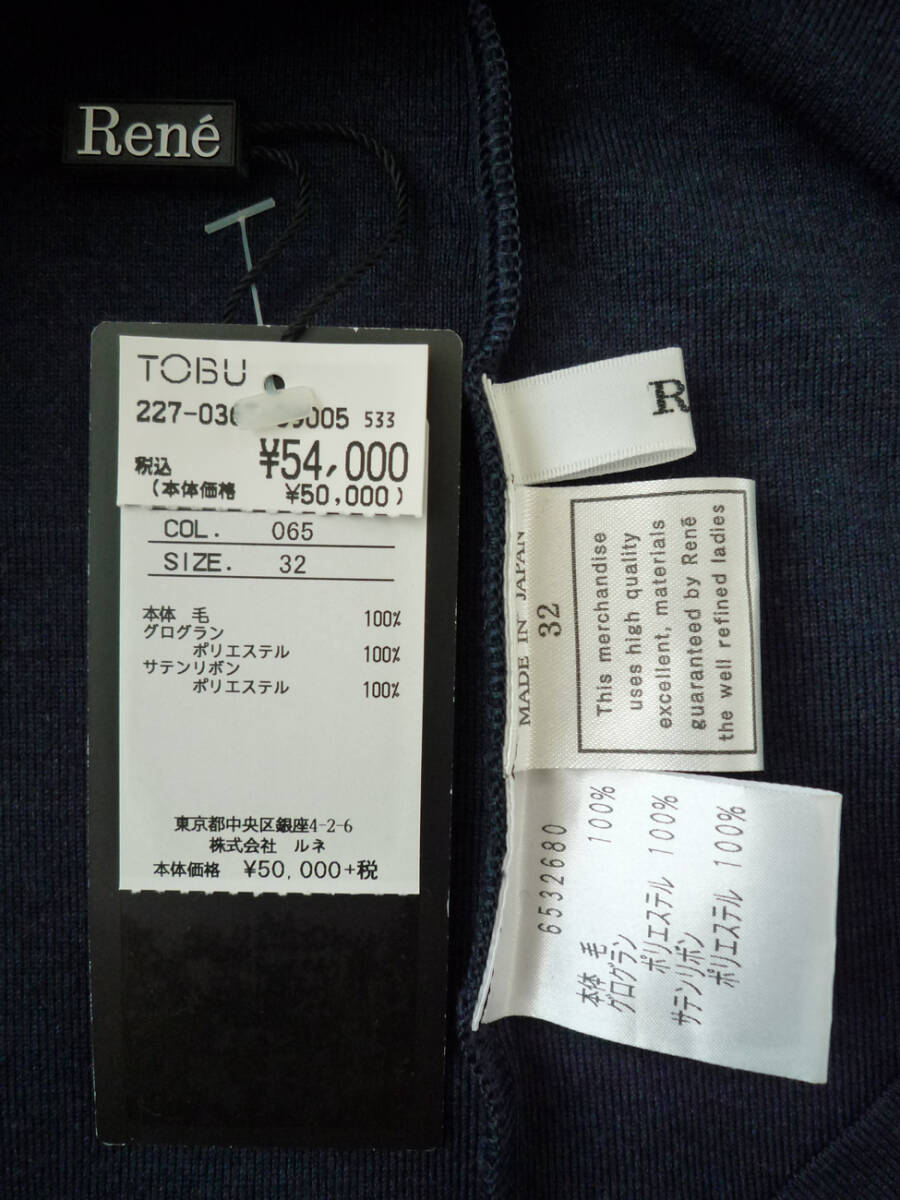 René
TOBU
227-03 005 533
税込 ¥54,000
(本体価格 ¥50,000)
COL. 065
SIZE. 32
本体 毛 100%
グログラン
ポリエステル 100%
サテンリボン
ポリエステル 100%
東京都中央区銀座4-2-6
株式会社 ルネ
本体価格 ¥50,000+税
R
MADE IN JAPAN
32
This merchandise
uses high quality
excellent, materials
guaranteed by René
the well refined ladies
6532680
本体 毛 100%
グログラン
ポリエステル 100%
サテンリボン
ポリエステル 100%